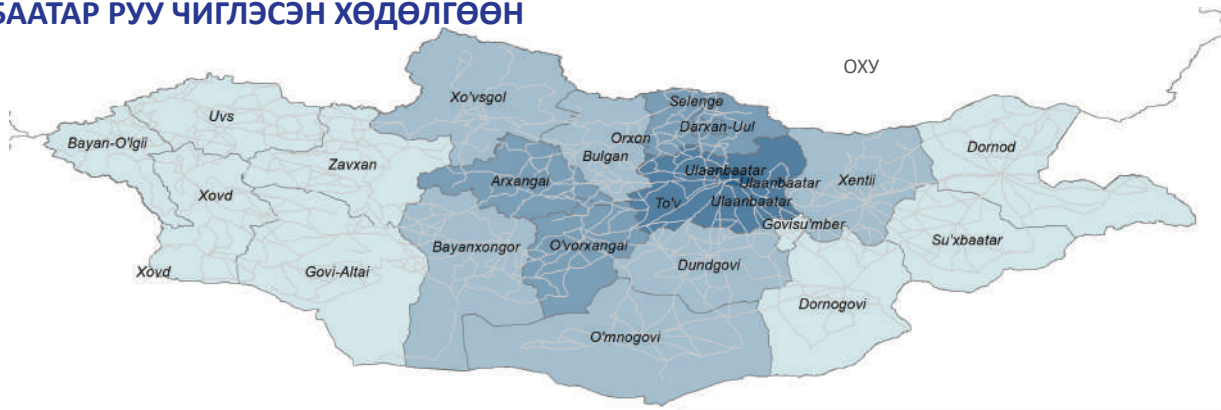 БААТАР РУУ ЧИГЛЭСЭН ХӨДӨЛГӨӨН
ОХУ
Xo'vsgol
Selenge
Uvs
Darxan-Uul
Orxon
Bayan-O'lgii
Dornod
Bulgan
Zavxan
Ulaanbaatar
Arxangai
Ulaanbaatar
Xentii
Xovd
To'v
Ulaanbaatar
Govisu'mber
Su'xbaatar
Bayanxongor
O'vorxangai
Dundgovi
Xovd
Govi-Altai
Dornogovi
O'mnogovi